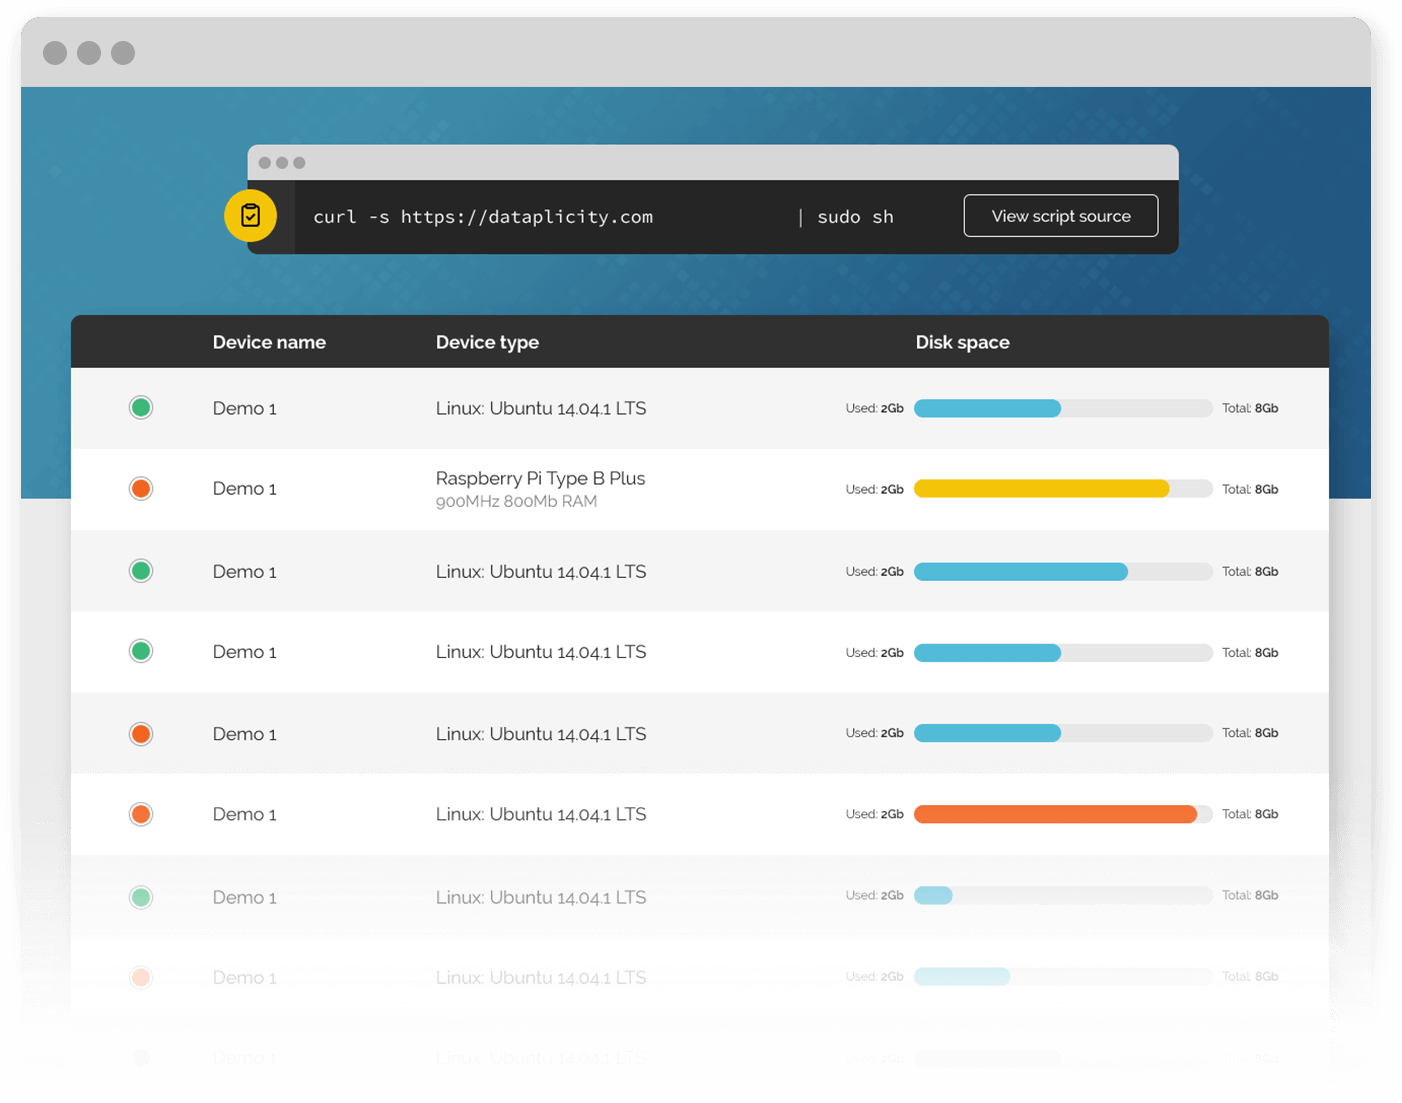 curl -s https://dataplicity.com | sudo sh View script source
Device name Device type Disk space
Demo 1 Linux: Ubuntu 14.04.1 LTS Used: 2Gb Total: 8Gb
Demo 1 Raspberry Pi Type B Plus Used: 2Gb Total: 8Gb
900MHz 800Mb RAM
Demo 1 Linux: Ubuntu 14.04.1 LTS Used: 2Gb Total: 8Gb
Demo 1 Linux: Ubuntu 14.04.1 LTS Used: 2Gb Total: 8Gb
Demo 1 Linux: Ubuntu 14.04.1 LTS Used: 2Gb Total: 8Gb
Demo 1 Linux: Ubuntu 14.04.1 LTS Used: 2Gb Total: 8Gb
Demo 1 Linux: Ubuntu 14.04.1 LTS Used: 2Gb Total: 8Gb
Demo 1 Linux: Ubuntu 14.04.1 LTS Used: 2Gb Total: 8Gb
Demo 1 Linux: Ubuntu 14.04.1 LTS Used: 2Gb Total: 8Gb